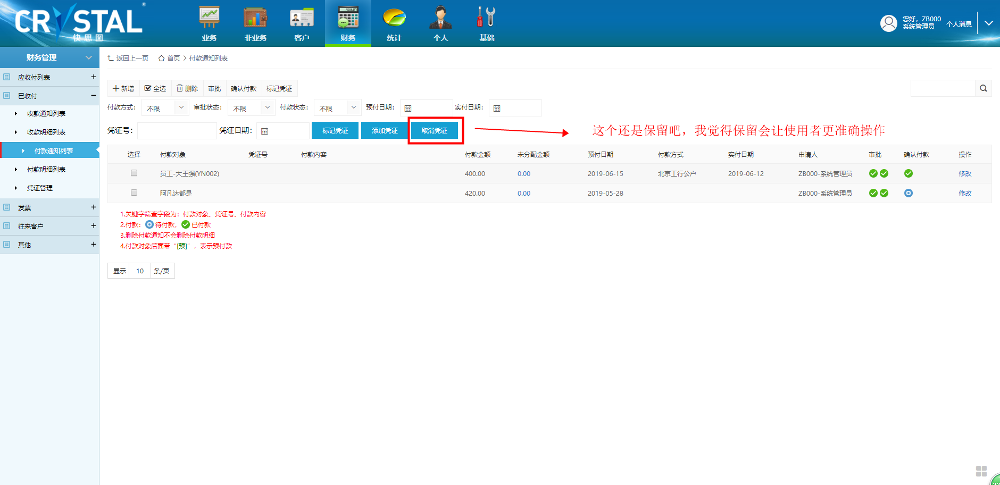 CRYSTAL ®
快思图
业务 非业务 客户 财务 统计 个人 基础
您好，ZB000
系统管理员
个人消息
财务管理
应收付列表 +
已收付 −
收款通知列表
收款明细列表
付款通知列表
付款明细列表
凭证管理
发票 +
往来客户 +
其他 +
返回上一页 首页 > 付款通知列表
新增 全选 删除 审批 确认付款 标记凭证
付款方式： 不限 审批状态： 不限 付款状态： 不限 预付日期： 实付日期：
凭证号： 凭证日期： 标记凭证 添加凭证 取消凭证
这个还是保留吧，我觉得保留会让使用者更准确操作
选择 付款对象 凭证号 付款内容 付款金额 未分配金额 预付日期 付款方式 实付日期 申请人 审批 确认付款 操作
员工-大王强(YN002) 400.00 0.00 2019-06-15 北京工行公户 2019-06-12 ZB000-系统管理员 修改
阿凡达都是 420.00 0.00 2019-05-28 ZB000-系统管理员 修改
1.关键字筛查字段为：付款对象、凭证号、付款内容
2.付款： 待付款， 已付款
3.删除付款通知不会删除付款明细
4.付款对象后面带“[预]”，表示预付款
显示 10 条/页